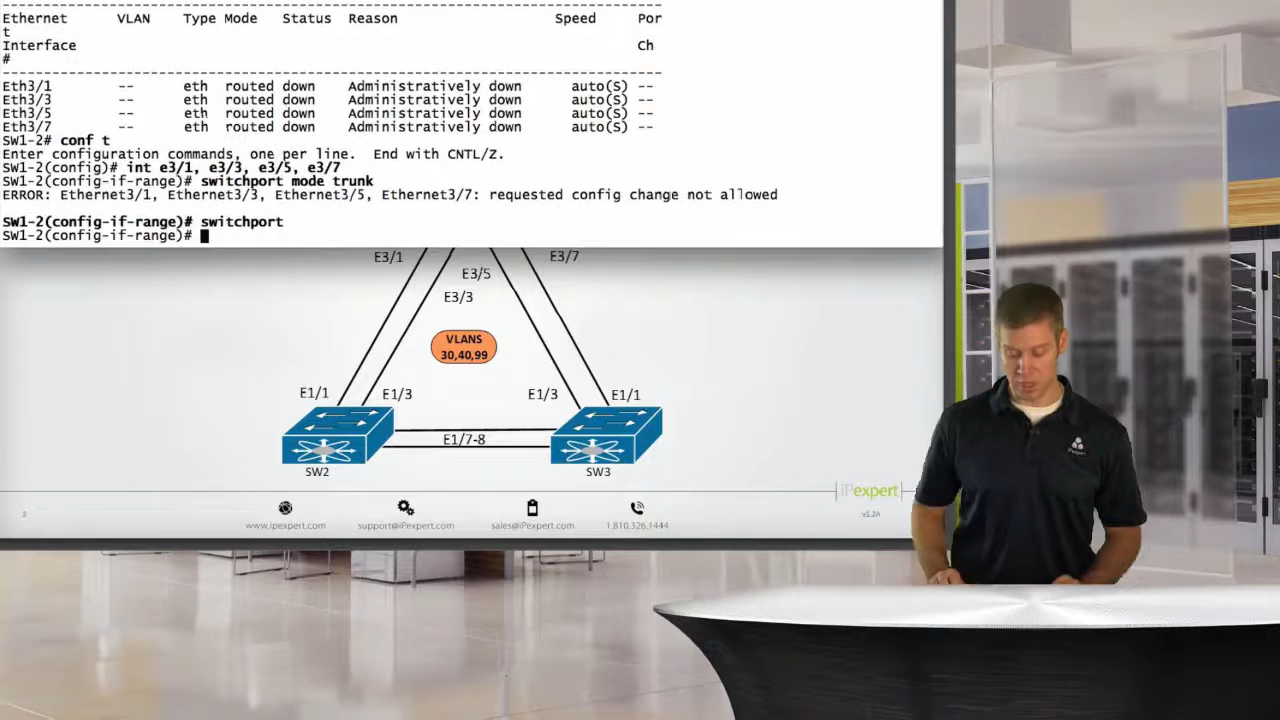 Ethernet VLAN Type Mode Status Reason Speed Por
t
Interface Ch
#
Eth3/1 -- eth routed down Administratively down auto(S) --
Eth3/3 -- eth routed down Administratively down auto(S) --
Eth3/5 -- eth routed down Administratively down auto(S) --
Eth3/7 -- eth routed down Administratively down auto(S) --
SW1-2# conf t
Enter configuration commands, one per line. End with CNTL/Z.
SW1-2(config)# int e3/1, e3/3, e3/5, e3/7
SW1-2(config-if-range)# switchport mode trunk
ERROR: Ethernet3/1, Ethernet3/3, Ethernet3/5, Ethernet3/7: requested config change not allowed
SW1-2(config-if-range)# switchport
SW1-2(config-if-range)#
E3/1 E3/7
E3/5
E3/3
VLANS
30,40,99
E1/1 E1/3 E1/3 E1/1
E1/7-8
SW2 SW3
iPexpert
www.ipexpert.com support@iPexpert.com sales@iPexpert.com 1.810.326.1444
v1.2A
iPexpert